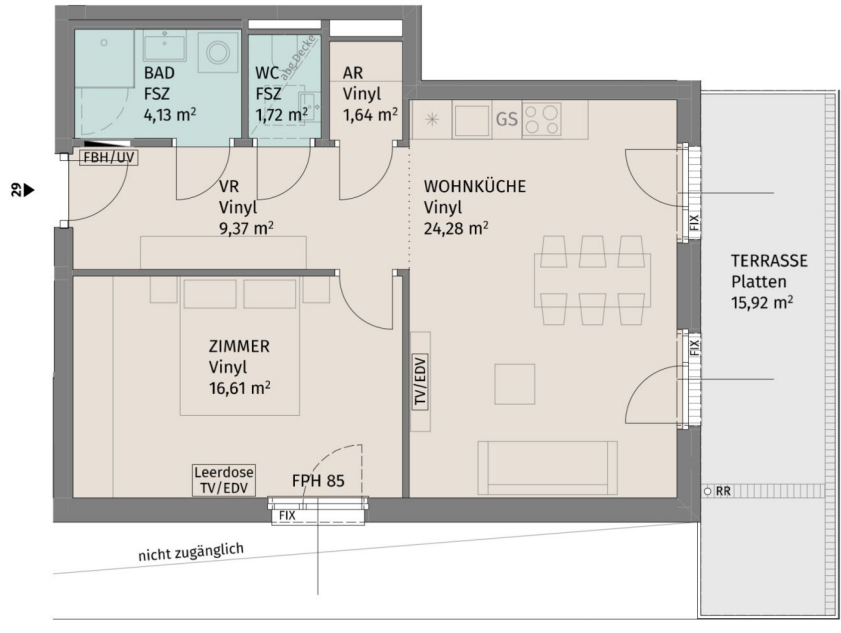 BAD
FSZ
4,13 m²
WC
FSZ
1,72 m²
abg.Decke
AR
Vinyl
1,64 m²
GS
FBH/UV
29
VR
Vinyl
9,37 m²
WOHNKÜCHE
Vinyl
24,28 m²
FIX
TERRASSE
Platten
15,92 m²
ZIMMER
Vinyl
16,61 m²
TV/EDV
FIX
Leerdose
TV/EDV
FPH 85
FIX
RR
nicht zugänglich